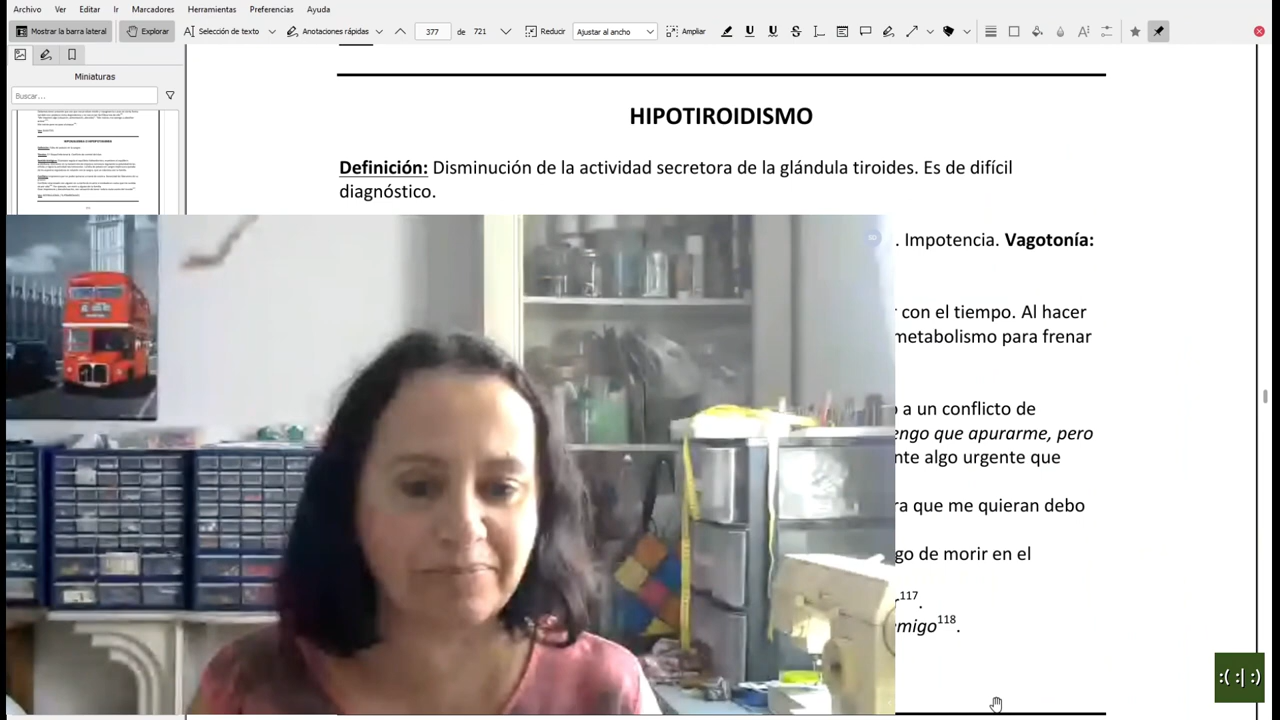 Archivo Ver Editar Ir Marcadores Herramientas Preferencias Ayuda
Mostrar la barra lateral Explorar Selección de texto Anotaciones rápidas 377 de 721 Reducir Ajustar al ancho Ampliar
Miniaturas
Buscar...
HIPOTIROIDISMO
Definición: Disminución de la actividad secretora de la glándula tiroides. Es de difícil
diagnóstico.
. Impotencia. Vagotonía:
con el tiempo. Al hacer
metabolismo para frenar
a un conflicto de
engo que apurarme, pero
nte algo urgente que
ra que me quieran debo
go de morir en el
r¹¹⁷.
emigo¹¹⁸.
:( :| :)